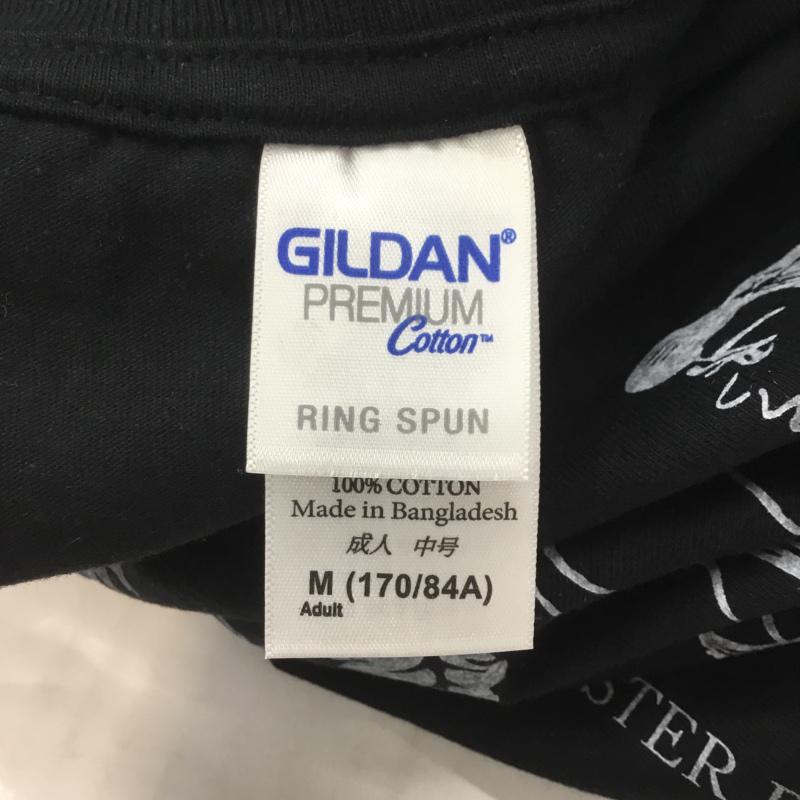 GILDAN®
PREMIUM
Cotton™
RING SPUN
100% COTTON
Made in Bangladesh
成人 中号
M (170/84A)
Adult